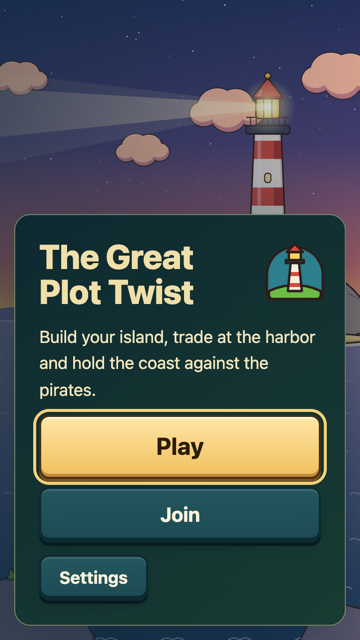 The Great
Plot Twist
Build your island, trade at the harbor
and hold the coast against the
pirates.
Play
Join
Settings